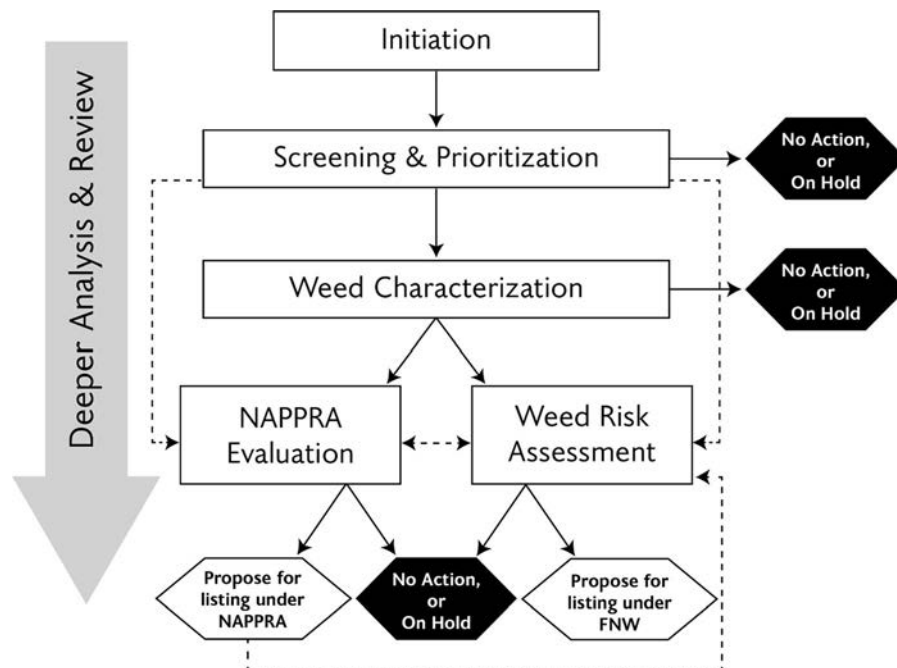 Initiation
Deeper Analysis & Review
Screening & Prioritization
No Action,
or
On Hold
Weed Characterization
No Action,
or
On Hold
NAPPRA
Evaluation
Weed Risk
Assessment
Propose for
listing under
NAPPRA
No Action,
or
On Hold
Propose for
listing under
FNW